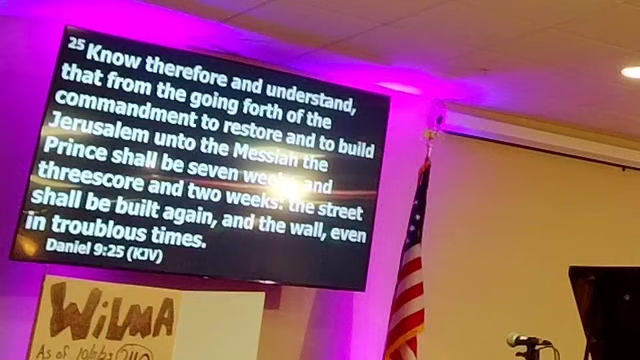 25 Know therefore and understand,
that from the going forth of the
commandment to restore and to build
Jerusalem unto the Messiah the
Prince shall be seven weeks, and
threescore and two weeks: the street
shall be built again, and the wall, even
in troublous times.
Daniel 9:25 (KJV)
WilMA
As of